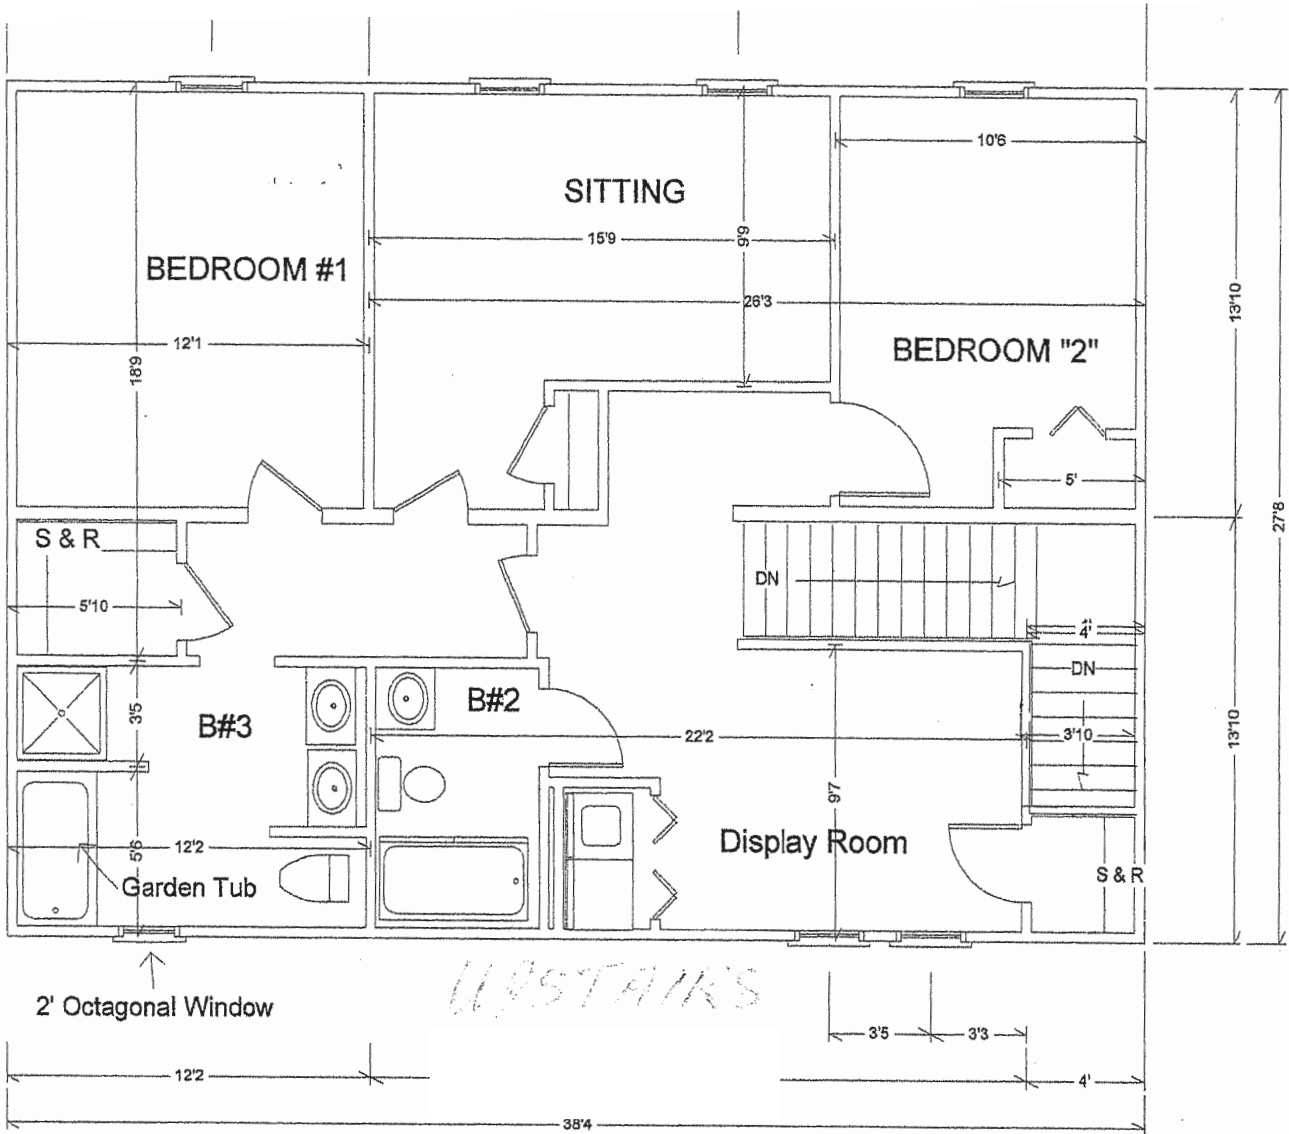 10'6
SITTING
15'9
9'9
BEDROOM #1
26'3
13'10
12'1
18'9
BEDROOM "2"
5'
27'8
S & R
DN
5'10
4'
DN
B#2
3'5
B#3
22'2
3'10
13'10
9'7
Display Room
12'2
5'6
Garden Tub
S & R
UPSTAIRS
2' Octagonal Window
3'5
3'3
12'2
4'
38'4